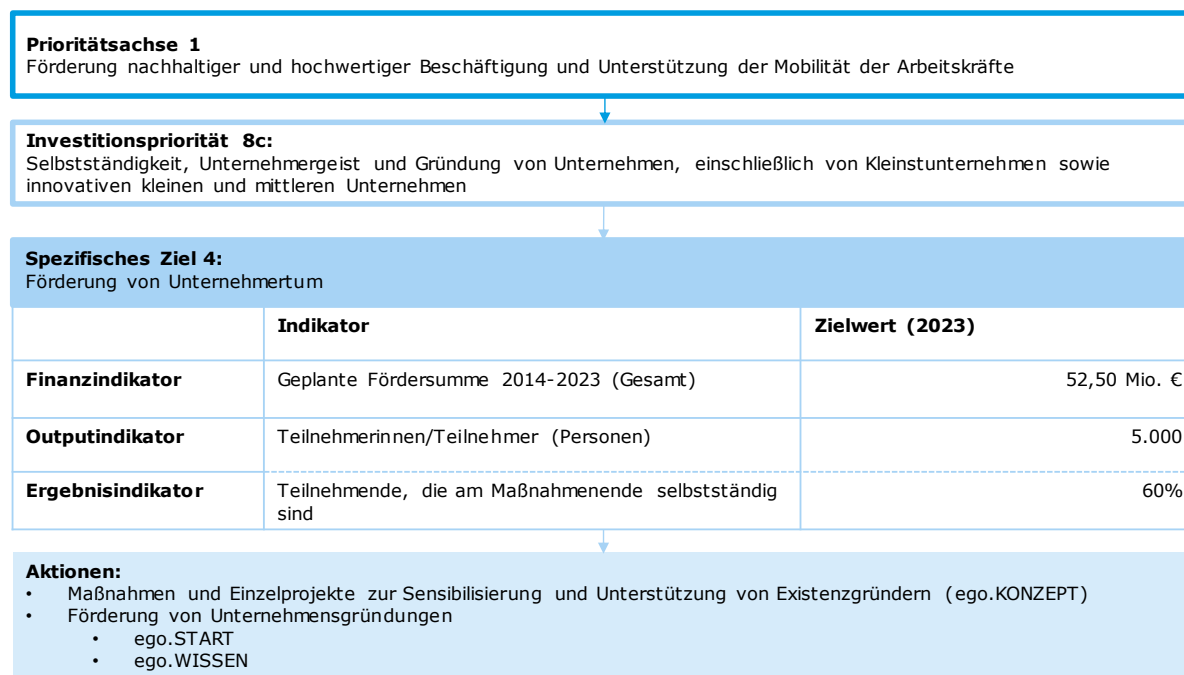 Prioritätsachse 1
Förderung nachhaltiger und hochwertiger Beschäftigung und Unterstützung der Mobilität der Arbeitskräfte
Investitionspriorität 8c:
Selbstständigkeit, Unternehmergeist und Gründung von Unternehmen, einschließlich von Kleinstunternehmen sowie
innovativen kleinen und mittleren Unternehmen
Spezifisches Ziel 4:
Förderung von Unternehmertum
Indikator Zielwert (2023)
Finanzindikator Geplante Fördersumme 2014-2023 (Gesamt) 52,50 Mio. €
Outputindikator Teilnehmerinnen/Teilnehmer (Personen) 5.000
Ergebnisindikator Teilnehmende, die am Maßnahmenende selbstständig 60%
sind
Aktionen:
• Maßnahmen und Einzelprojekte zur Sensibilisierung und Unterstützung von Existenzgründern (ego.KONZEPT)
• Förderung von Unternehmensgründungen
• ego.START
• ego.WISSEN